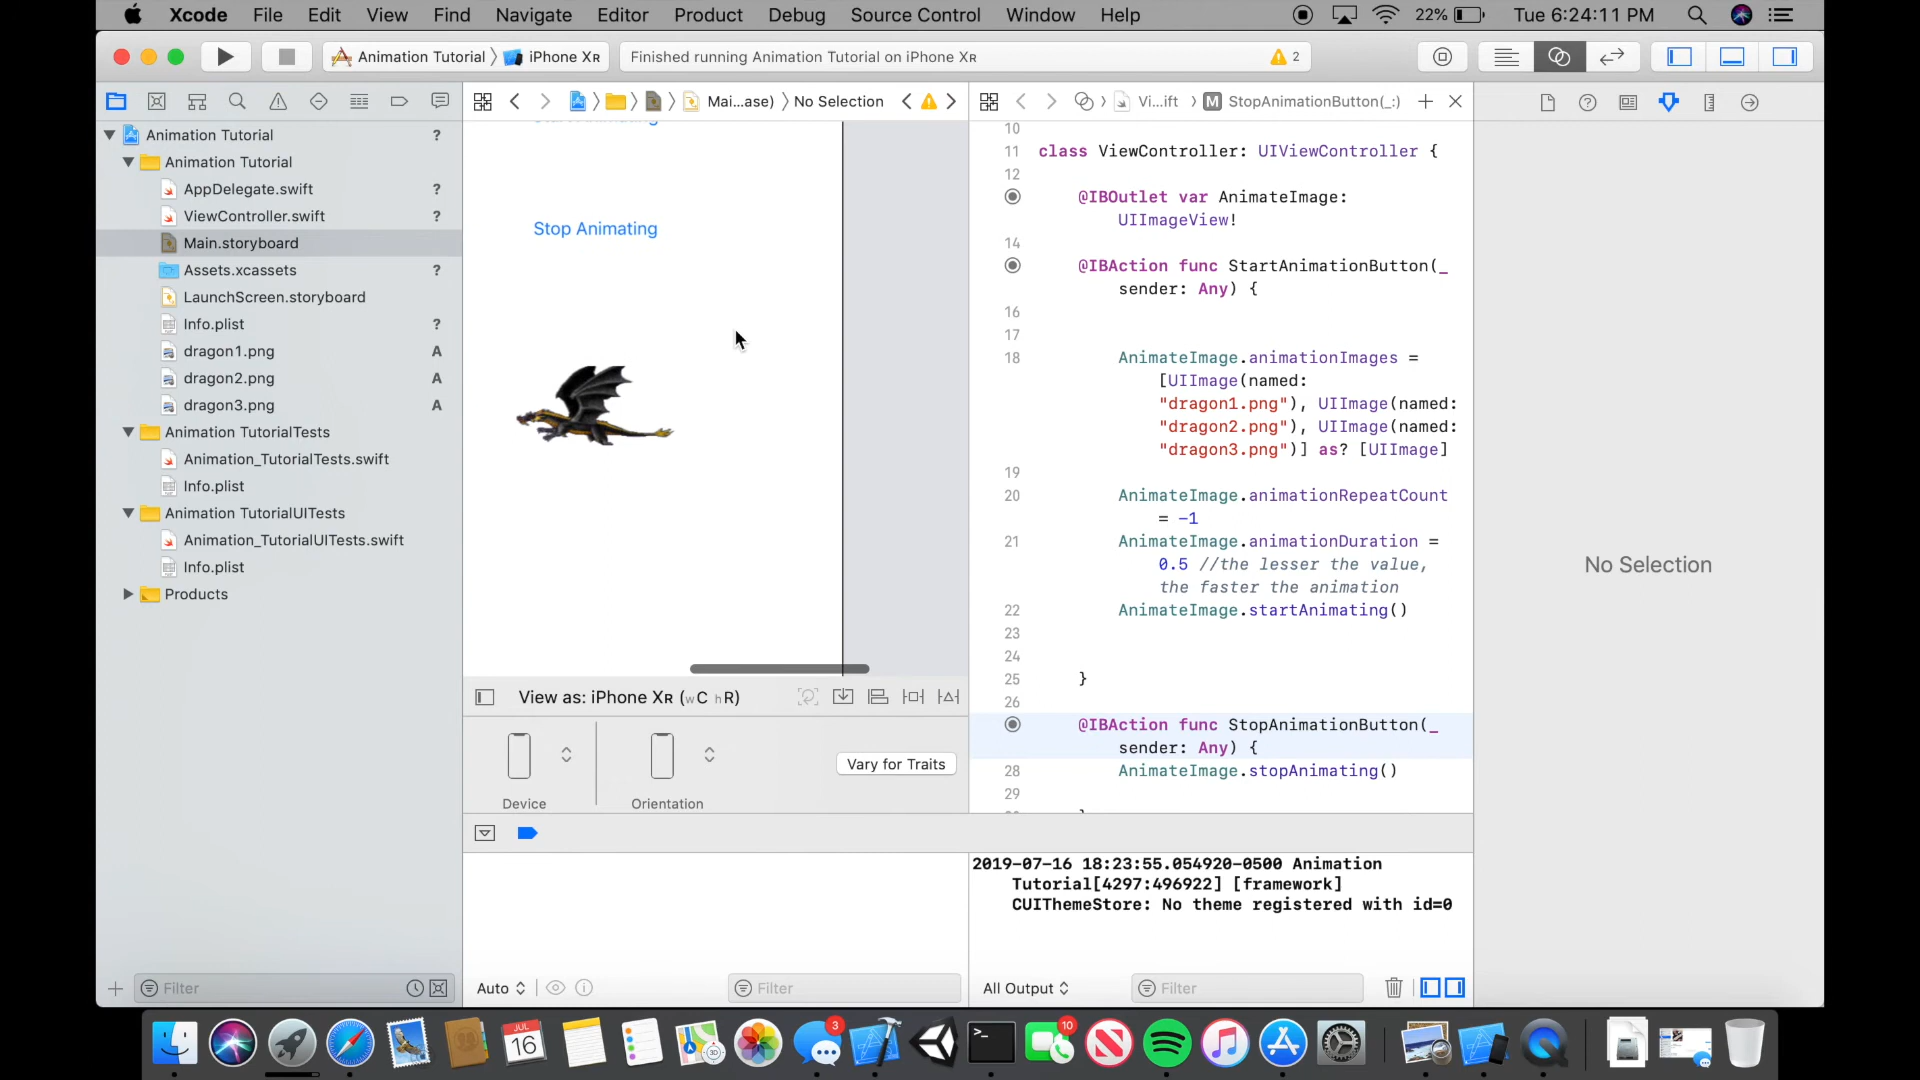 Xcode File Edit View Find Navigate Editor Product Debug Source Control Window Help 22% Tue 6:24:11 PM
Animation Tutorial iPhone XR Finished running Animation Tutorial on iPhone XR 2
Mai...ase) No Selection
Vi...ift M StopAnimationButton(_:)
Animation Tutorial ?
Animation Tutorial
AppDelegate.swift ?
ViewController.swift ?
Main.storyboard
Assets.xcassets ?
LaunchScreen.storyboard
Info.plist ?
dragon1.png A
dragon2.png A
dragon3.png A
Animation TutorialTests
Animation_TutorialTests.swift
Info.plist
Animation TutorialUITests
Animation_TutorialUITests.swift
Info.plist
Products
Filter
Stop Animating
View as: iPhone XR (wC hR)
Vary for Traits
Device Orientation
10
11 class ViewController: UIViewController {
12
@IBOutlet var AnimateImage:
UIImageView!
14
@IBAction func StartAnimationButton(_
sender: Any) {
16
17
18 AnimateImage.animationImages =
[UIImage(named:
"dragon1.png"), UIImage(named:
"dragon2.png"), UIImage(named:
"dragon3.png")] as? [UIImage]
19
20 AnimateImage.animationRepeatCount
= -1
21 AnimateImage.animationDuration =
0.5 //the lesser the value,
the faster the animation
22 AnimateImage.startAnimating()
23
24
25 }
26
@IBAction func StopAnimationButton(_
sender: Any) {
28 AnimateImage.stopAnimating()
29
No Selection
2019-07-16 18:23:55.054920-0500 Animation
Tutorial[4297:496922] [framework]
CUIThemeStore: No theme registered with id=0
Auto Filter
All Output Filter
JUL
16
3D
3
10